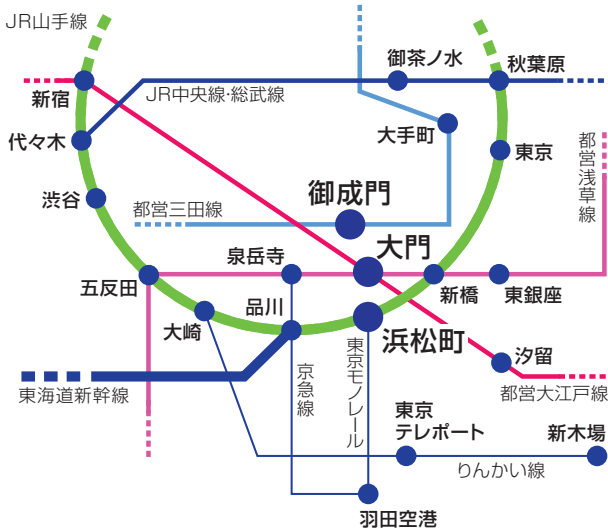 JR山手線
御茶ノ水
秋葉原
新宿
JR中央線・総武線
代々木
大手町
東京
都営浅草線
渋谷
都営三田線
御成門
泉岳寺
大門
五反田
品川
新橋
東銀座
大崎
浜松町
汐留
東海道新幹線
京急線
東京モノレール
都営大江戸線
東京
テレポート
新木場
りんかい線
羽田空港